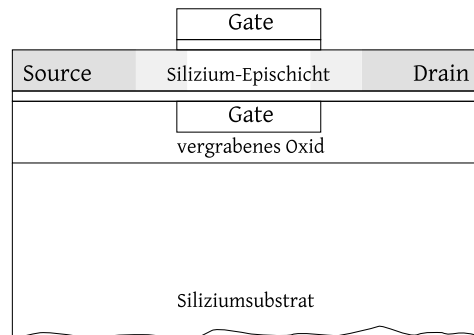 Gate
Source Silizium-Epischicht Drain
Gate
vergrabenes Oxid
Siliziumsubstrat